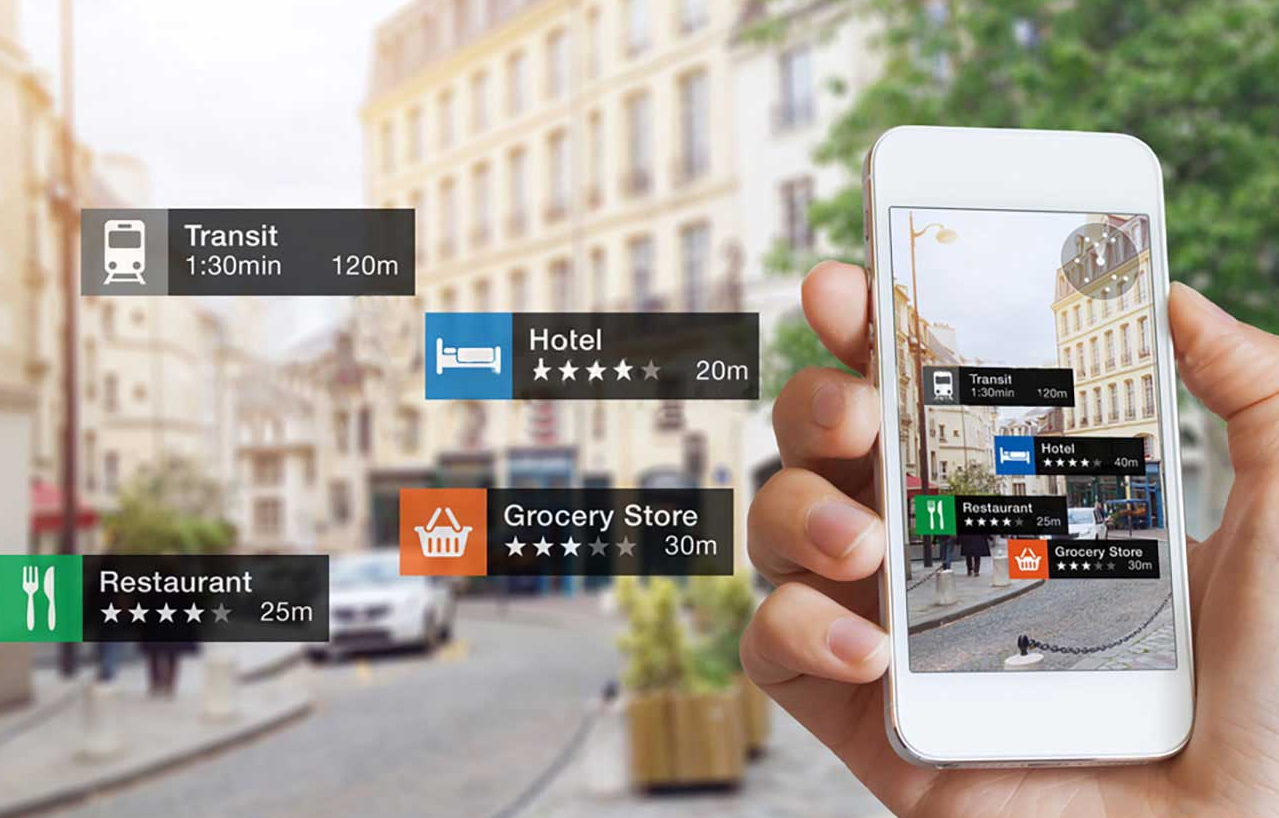 Transit
1:30min 120m
Hotel
20m
Grocery Store
30m
Restaurant
25m
Transit
1:30min 120m
Hotel
40m
Restaurant
25m
Grocery Store
30m